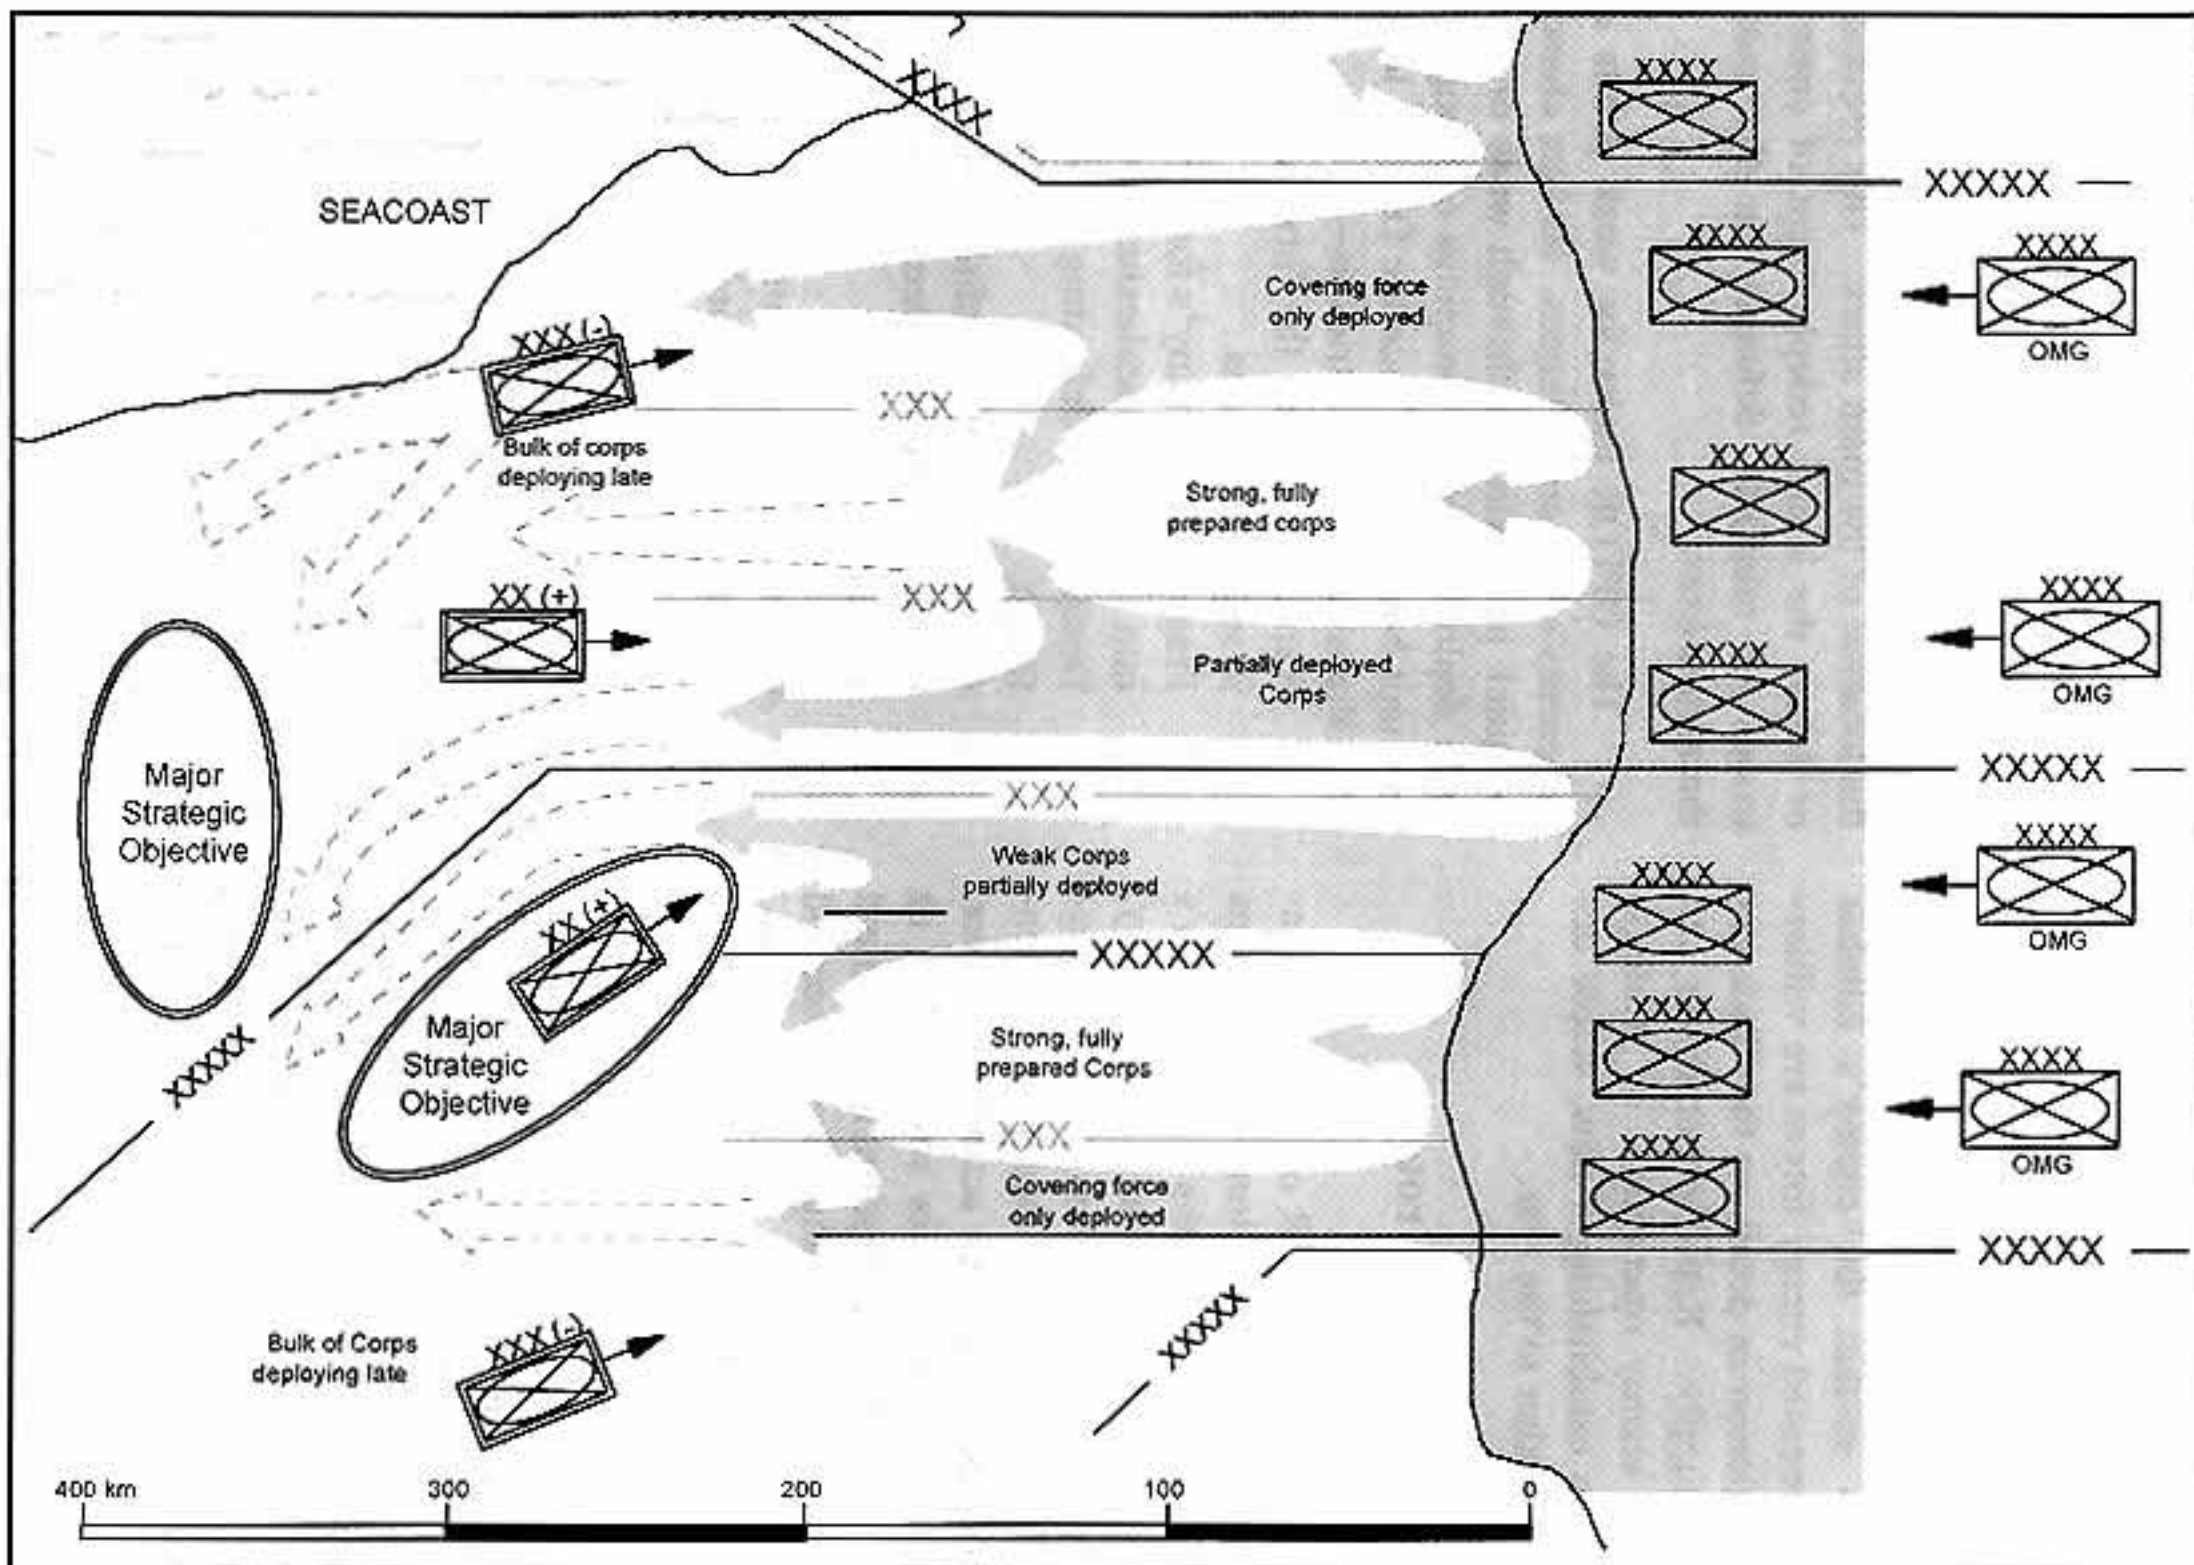 XXXX
XXXX
XXXXX
SEACOAST
XXXX
XXXX
OMG
Covering force
only deployed
XXX (-)
XXX
Bulk of corps
deploying late
XXXX
Strong, fully
prepared corps
XX (+)
XXX
XXXX
OMG
XXXX
Partially deployed
Corps
XXXXX
Major
Strategic
Objective
XXX
XXXX
OMG
Weak Corps
partially deployed
XXXX
XX (+)
XXXXX
Major
Strategic
Objective
Strong, fully
prepared Corps
XXXX
XXXXX
XXXX
OMG
XXX
XXXX
Covering force
only deployed
XXXXX
XXXXX
XXX (-)
Bulk of Corps
deploying late
400 km
300
200
100
0